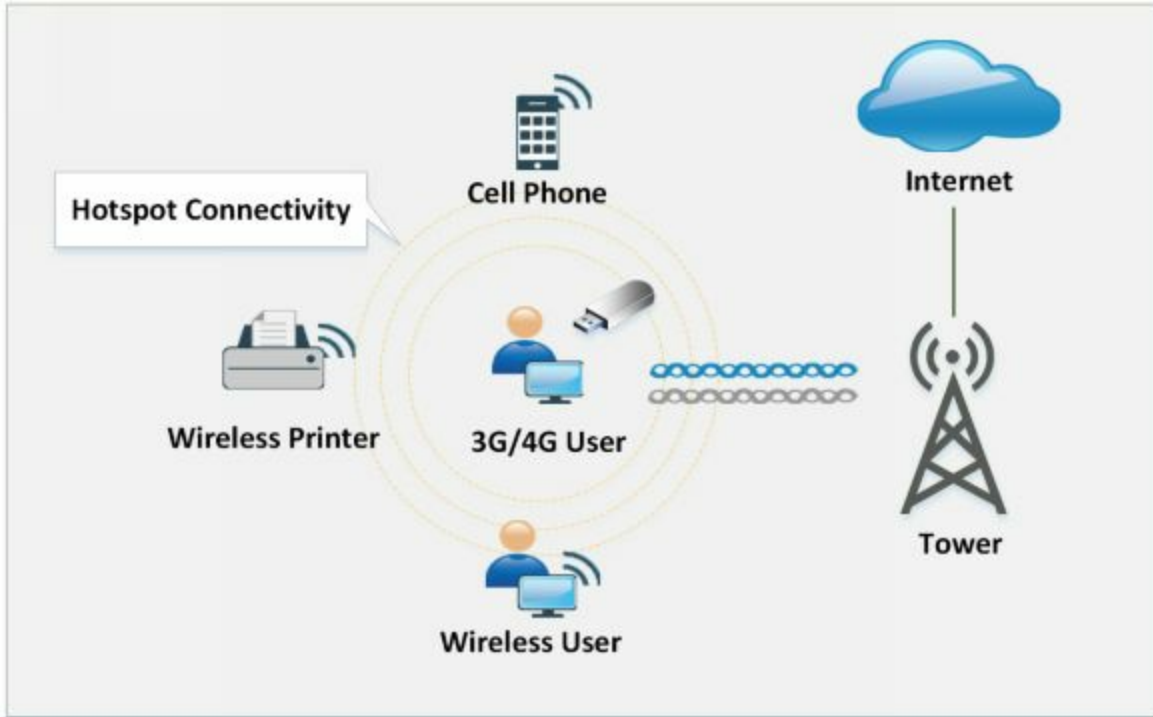 Cell Phone
Internet
Hotspot Connectivity
Wireless Printer
3G/4G User
Tower
Wireless User